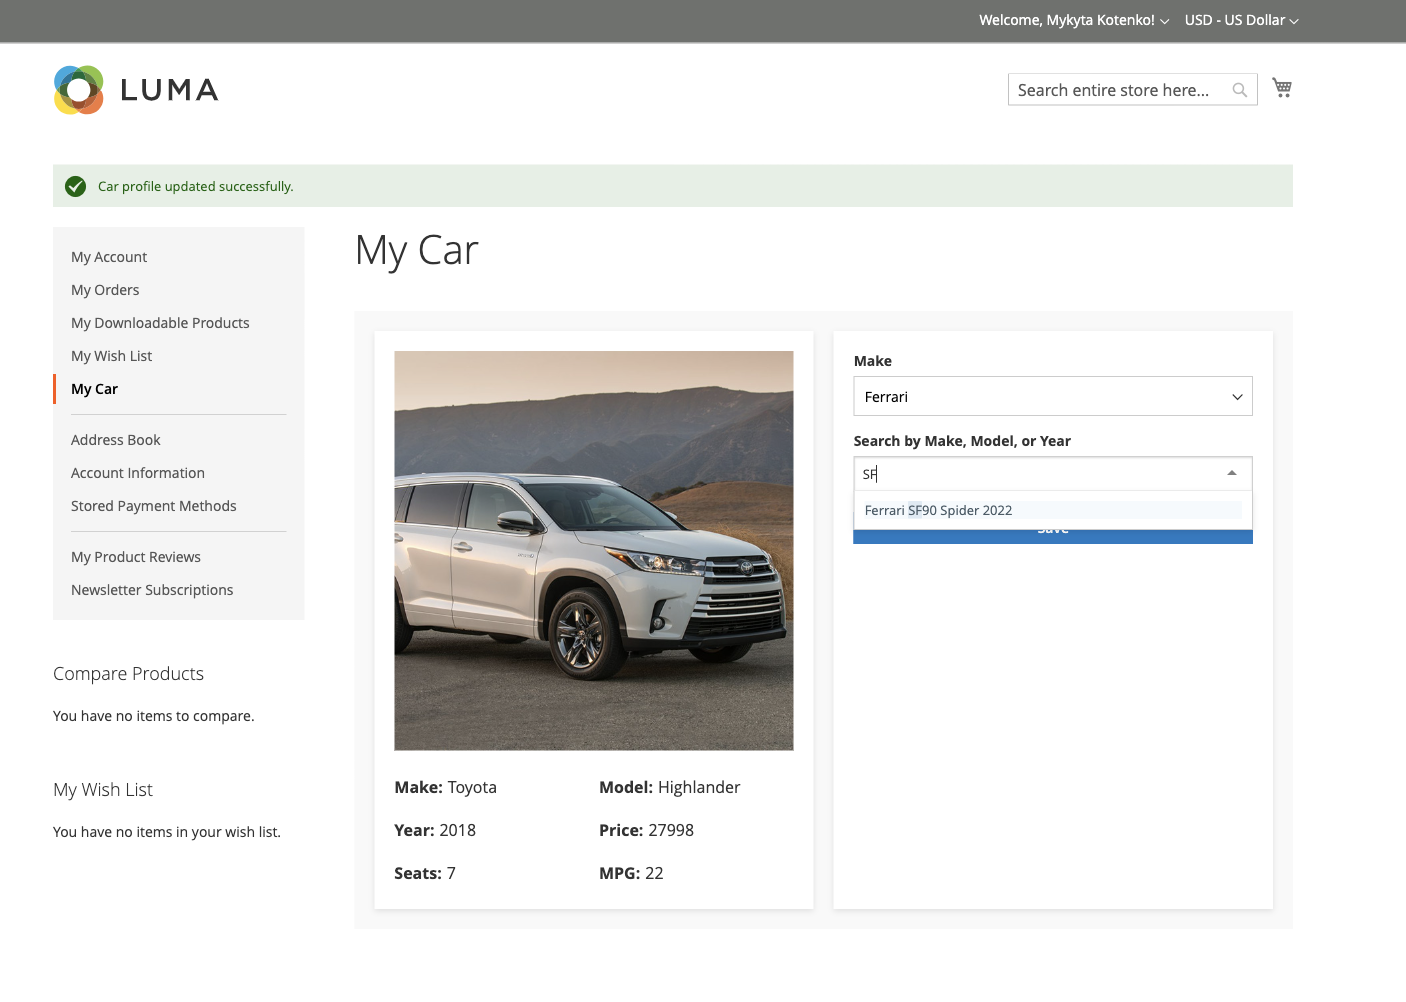 Welcome, Mykyta Kotenko! USD - US Dollar
LUMA
Search entire store here...
Car profile updated successfully.
My Account
My Orders
My Downloadable Products
My Wish List
My Car
Address Book
Account Information
Stored Payment Methods
My Product Reviews
Newsletter Subscriptions
Compare Products
You have no items to compare.
My Wish List
You have no items in your wish list.
My Car
Make: Toyota
Model: Highlander
Year: 2018
Price: 27998
Seats: 7
MPG: 22
Make
Ferrari
Search by Make, Model, or Year
SF
Ferrari SF90 Spider 2022
Save